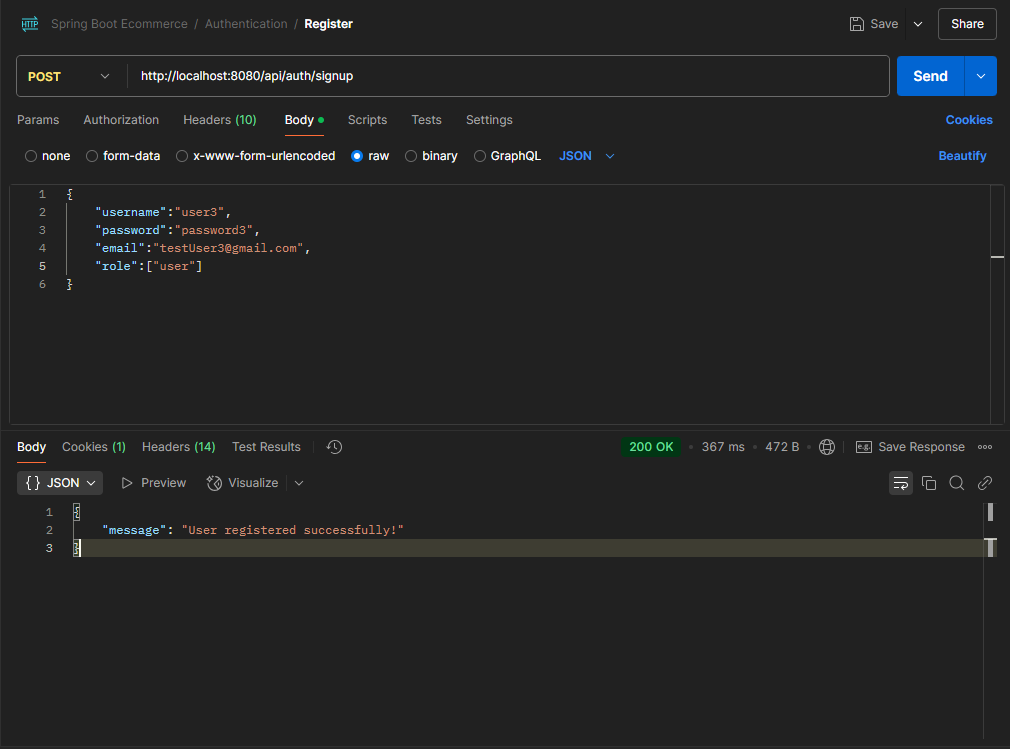 HTTP Spring Boot Ecommerce / Authentication / Register Save Share
POST http://localhost:8080/api/auth/signup Send
Params Authorization Headers (10) Body Scripts Tests Settings Cookies
none form-data x-www-form-urlencoded raw binary GraphQL JSON Beautify
1 {
2 "username":"user3",
3 "password":"password3",
4 "email":"testUser3@gmail.com",
5 "role":["user"]
6 }
Body Cookies (1) Headers (14) Test Results 200 OK • 367 ms • 472 B e.g. Save Response
{} JSON Preview Visualize
1 {
2 "message": "User registered successfully!"
3 }